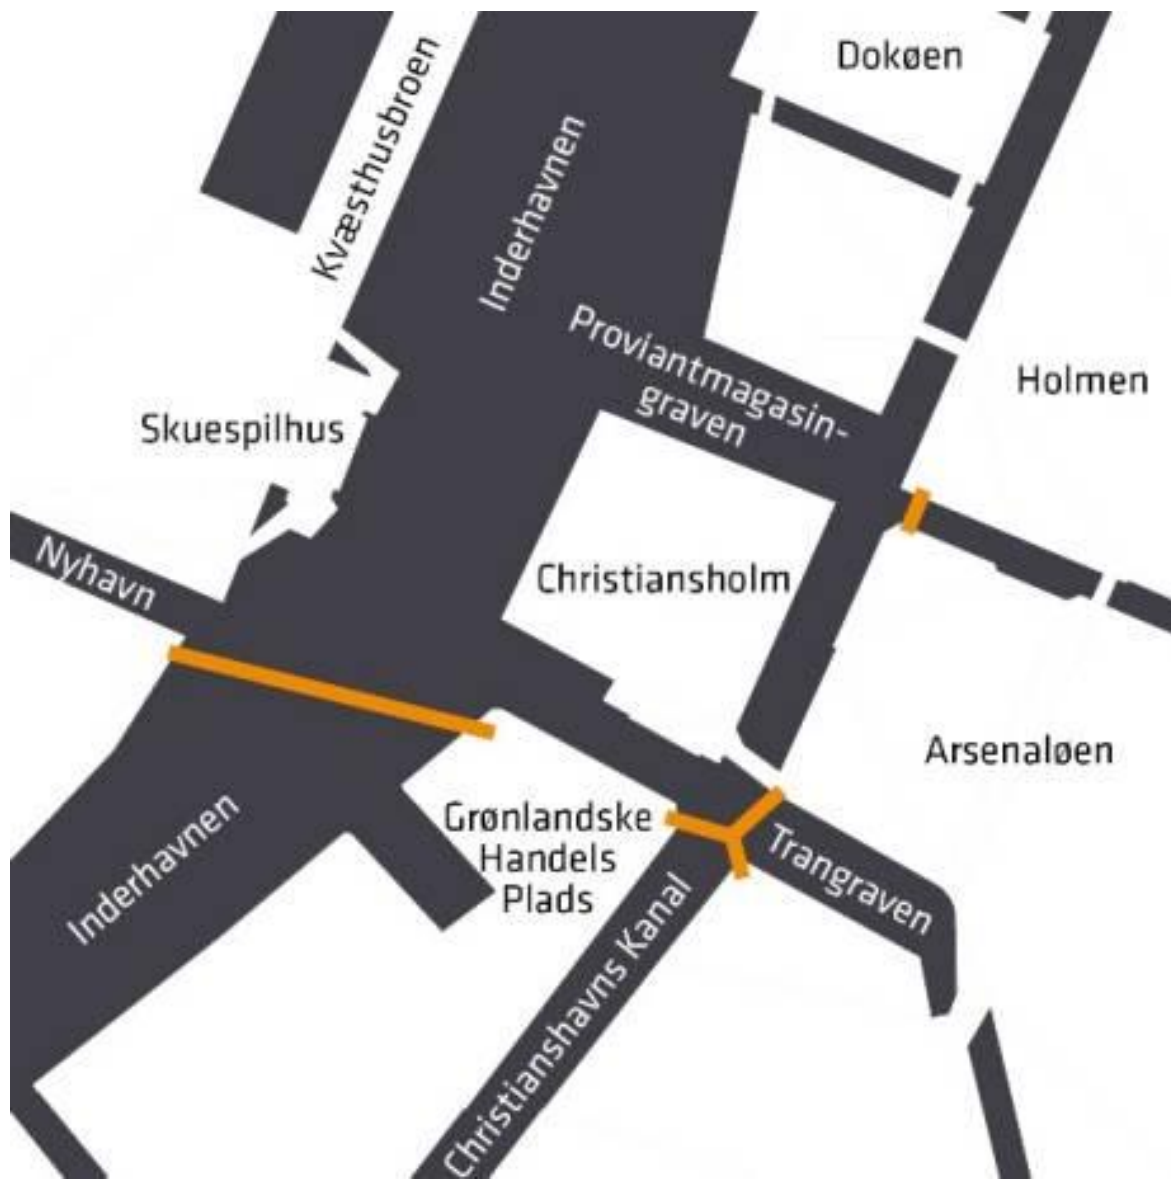 Dokøen
Kvæsthusbroen
Inderhavnen
Proviantmagasin-
graven
Holmen
Skuespilhus
Nyhavn
Christiansholm
Arsenaløen
Inderhavnen
Grønlandske
Handels
Plads
Trangraven
Christianshavns Kanal